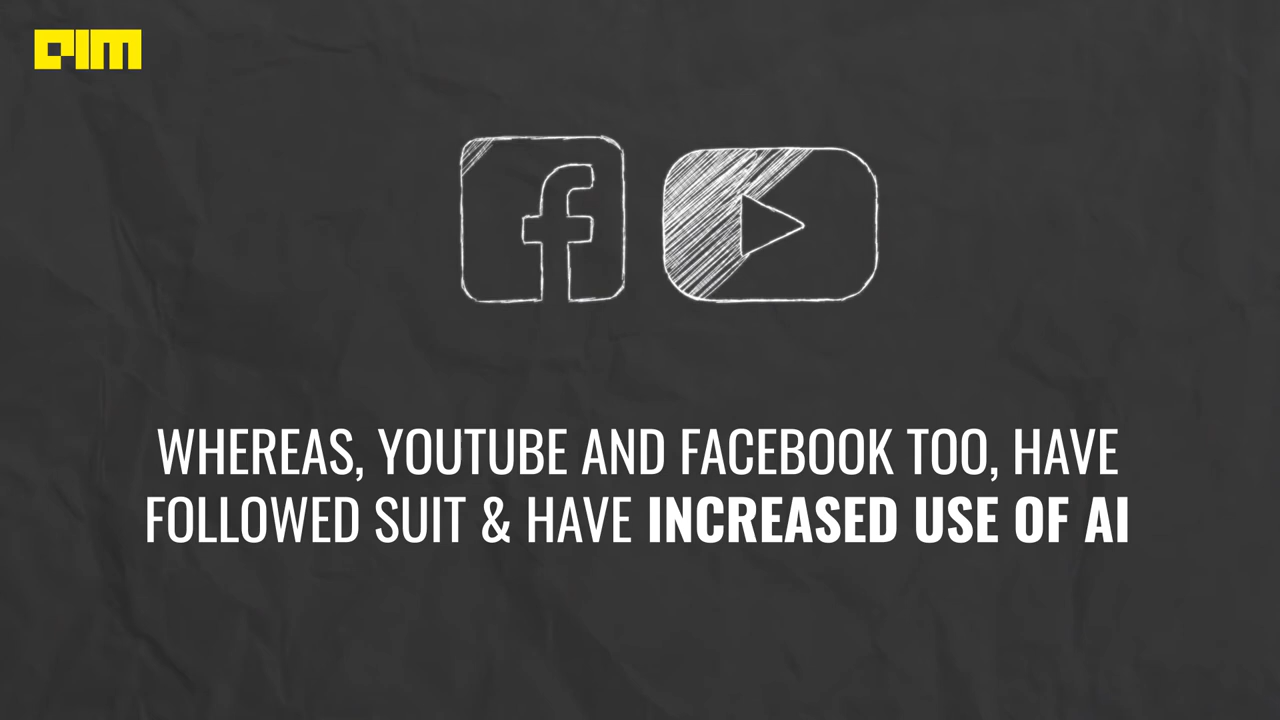 AIM
WHEREAS, YOUTUBE AND FACEBOOK TOO, HAVE
FOLLOWED SUIT & HAVE INCREASED USE OF AI